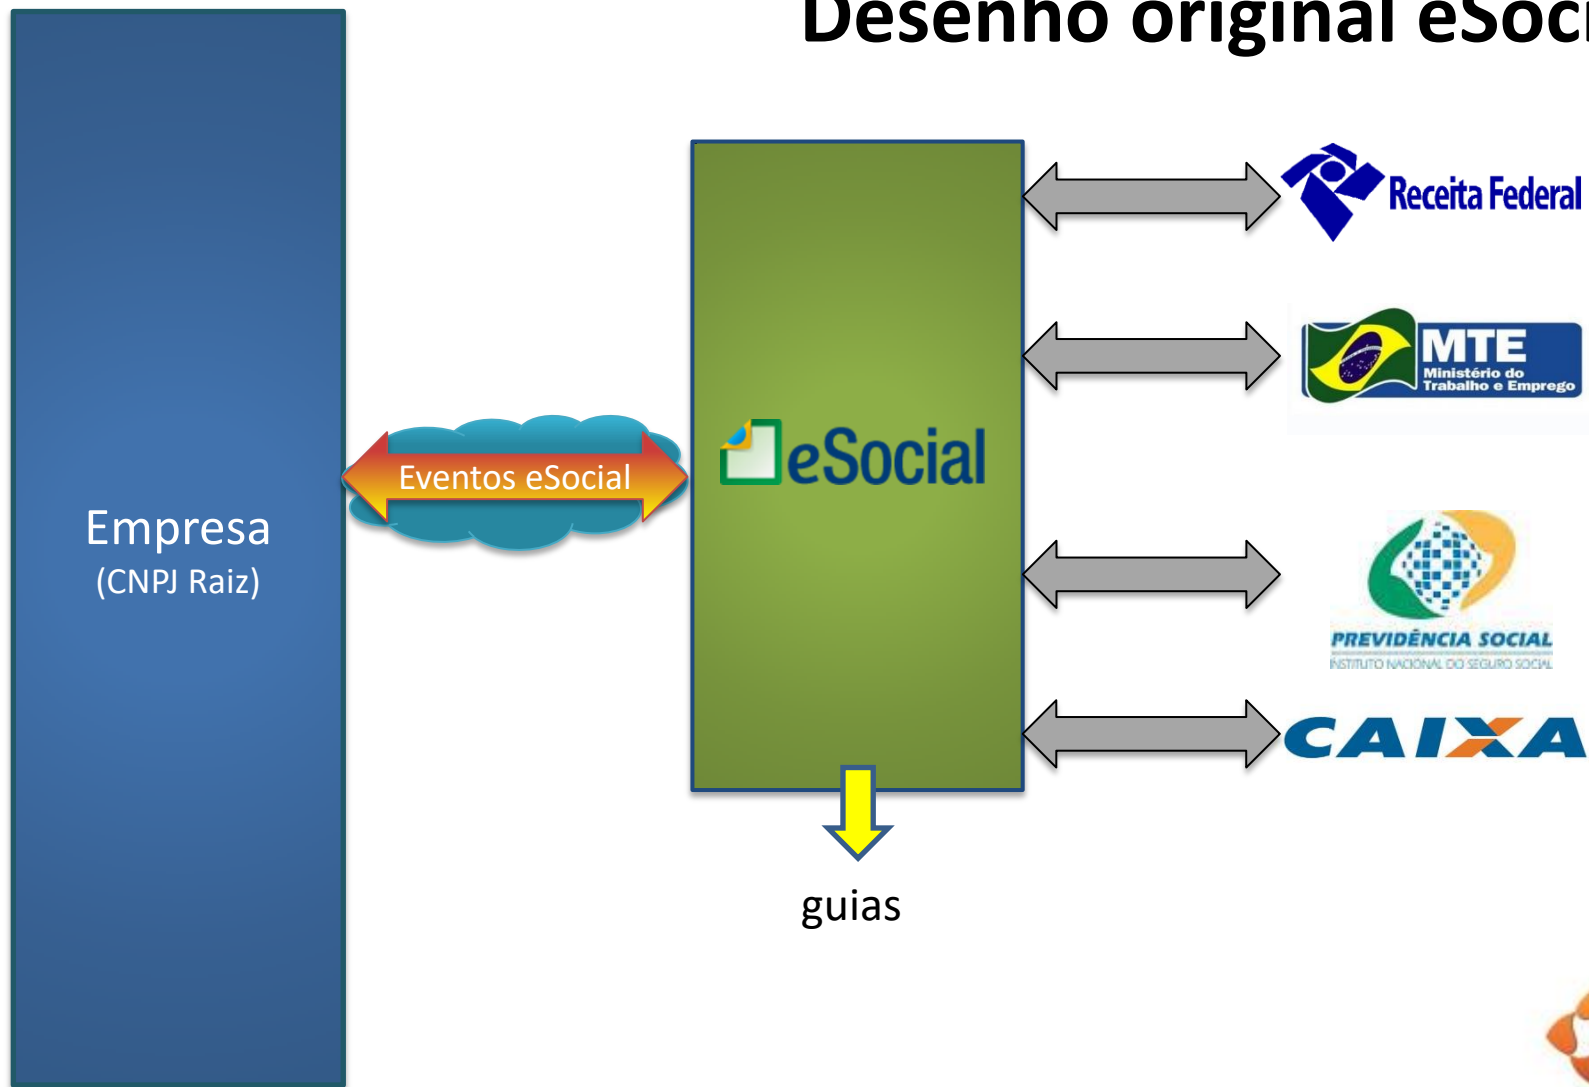 Desenho original eSoci
Receita Federal
MTE
Ministério do
Trabalho e Emprego
Eventos eSocial
eSocial
Empresa
(CNPJ Raiz)
PREVIDÊNCIA SOCIAL
INSTITUTO NACIONAL DO SEGURO SOCIAL
CAIXA
guias